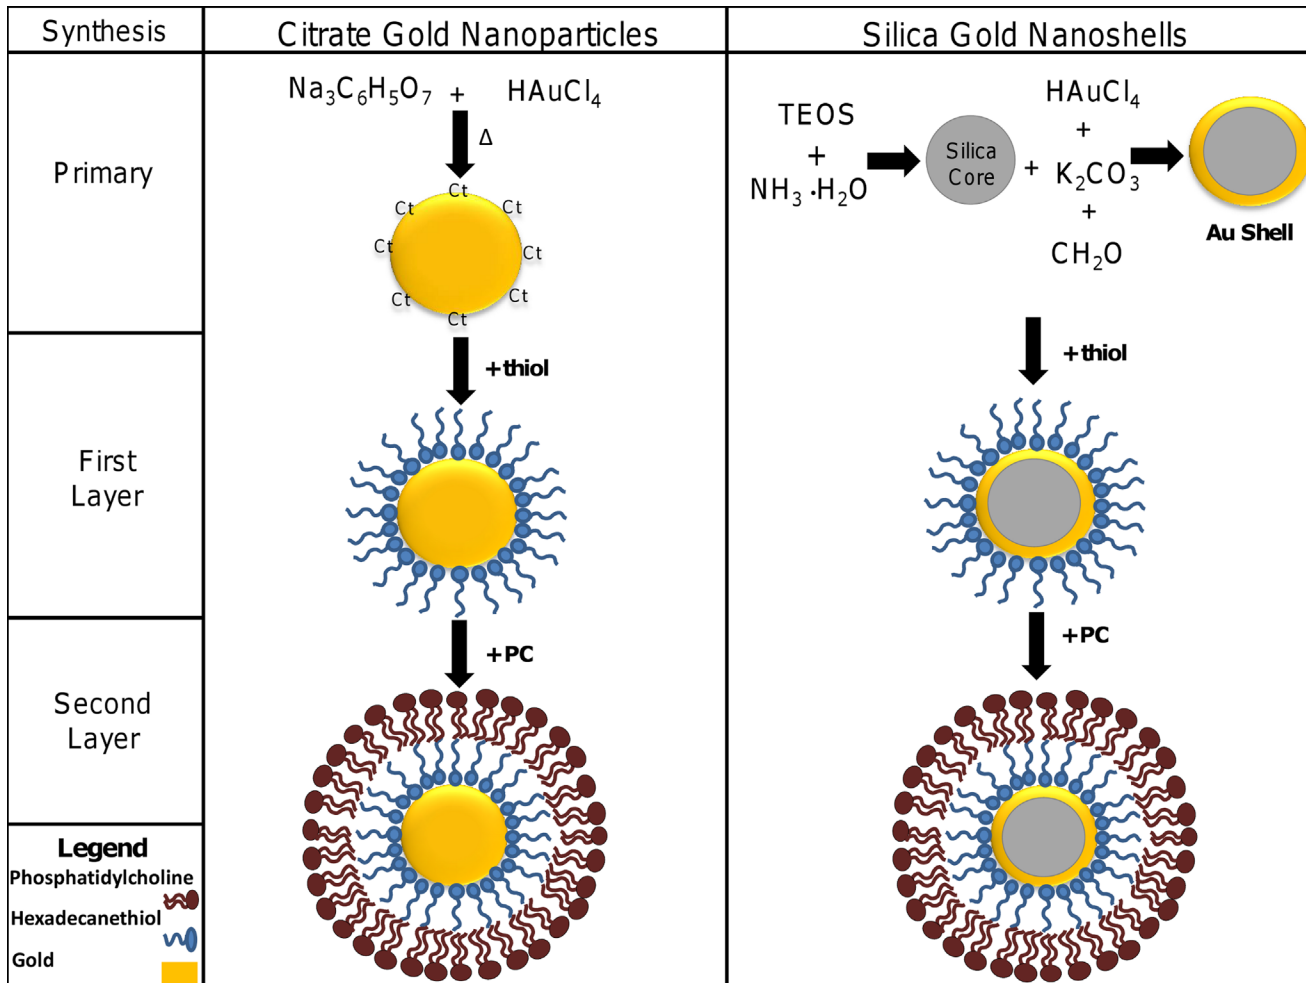 Synthesis
Citrate Gold Nanoparticles
Silica Gold Nanoshells
Primary
Na₃C₆H₅O₇ + HAuCl₄
Δ
Ct
Ct
Ct
Ct
Ct
Ct
Ct
Ct
TEOS
+
NH₃·H₂O
Silica
Core
+
HAuCl₄
+
K₂CO₃
+
CH₂O
Au Shell
First
Layer
+thiol
+thiol
Second
Layer
+PC
+PC
Legend
Phosphatidylcholine
Hexadecanethiol
Gold